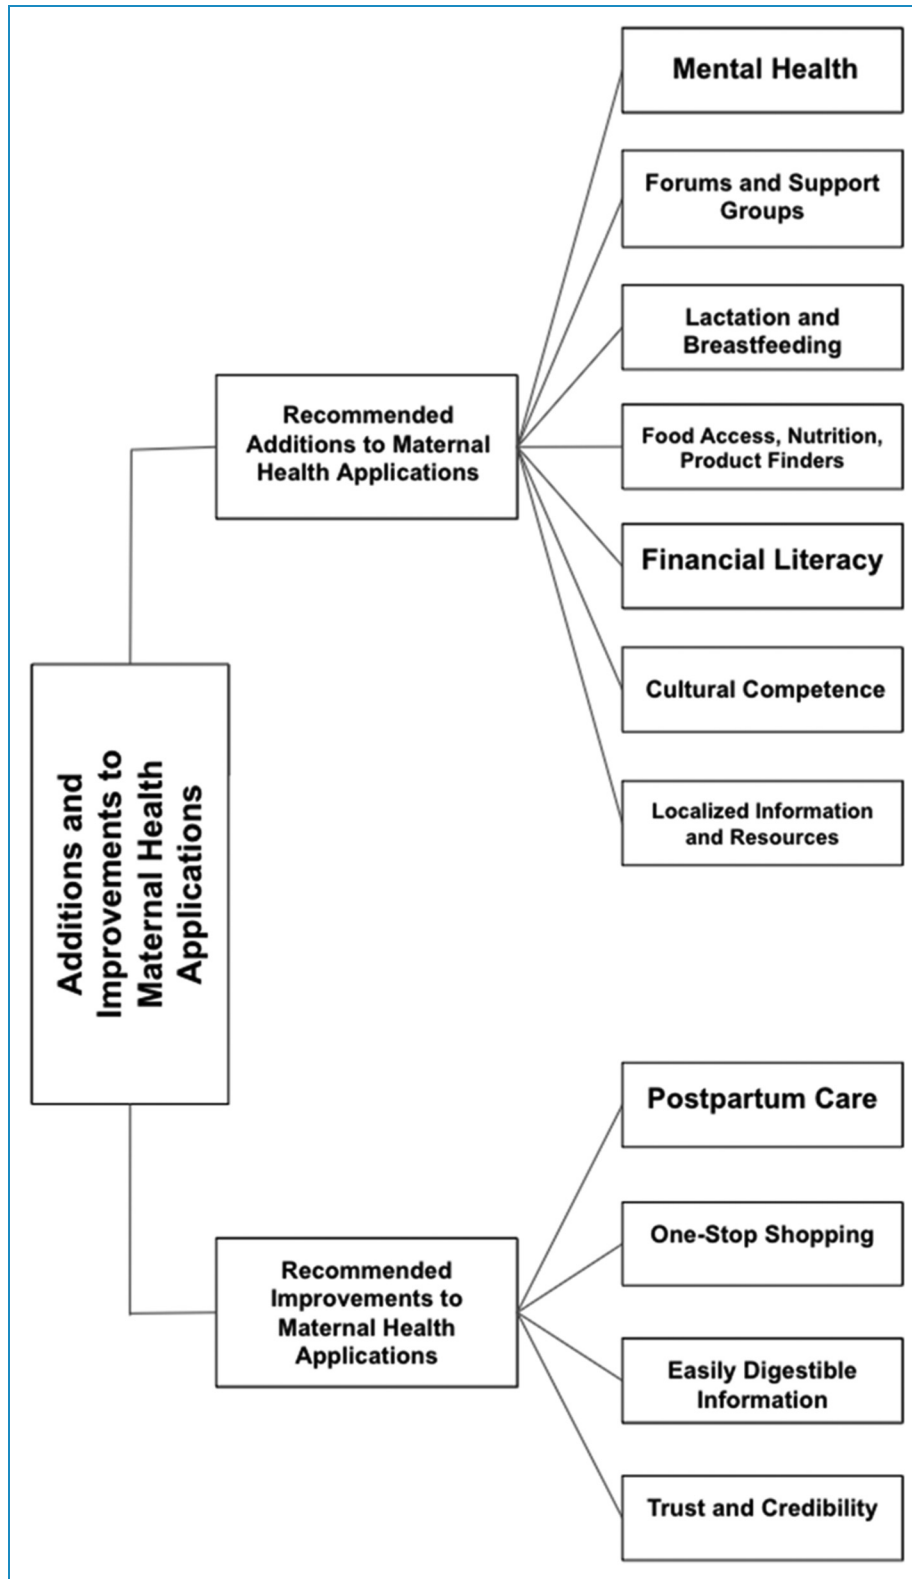 Additions and
Improvements to
Maternal Health
Applications
Recommended
Additions to Maternal
Health Applications
Mental Health
Forums and Support
Groups
Lactation and
Breastfeeding
Food Access, Nutrition,
Product Finders
Financial Literacy
Cultural Competence
Localized Information
and Resources
Recommended
Improvements to
Maternal Health
Applications
Postpartum Care
One-Stop Shopping
Easily Digestible
Information
Trust and Credibility